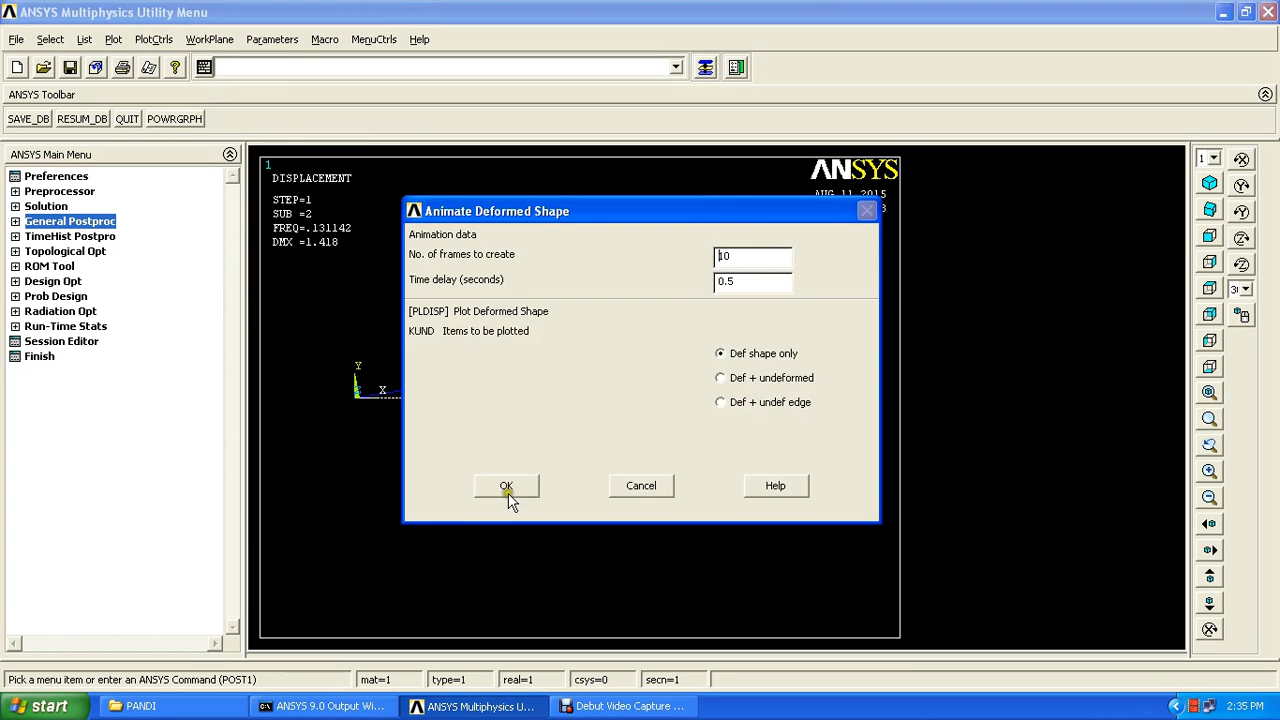 ANSYS Multiphysics Utility Menu
File Select List Plot PlotCtrls WorkPlane Parameters Macro MenuCtrls Help
ANSYS Toolbar
SAVE_DB RESUM_DB QUIT POWRGRPH
ANSYS Main Menu
Preferences
Preprocessor
Solution
General Postproc
TimeHist Postpro
Topological Opt
ROM Tool
Design Opt
Prob Design
Radiation Opt
Run-Time Stats
Session Editor
Finish
1
DISPLACEMENT
STEP=1
SUB =2
FREQ=.131142
DMX =1.418
ANSYS
AUG 11 2015
Y
X
Animate Deformed Shape
Animation data
No. of frames to create 10
Time delay (seconds) 0.5
[PLDISP] Plot Deformed Shape
KUND Items to be plotted
Def shape only
Def + undeformed
Def + undef edge
OK Cancel Help
1
Pick a menu item or enter an ANSYS Command (POST1) mat=1 type=1 real=1 csys=0 secn=1
start PANDI ANSYS 9.0 Output Wi... ANSYS Multiphysics U... Debut Video Capture ... 2:35 PM